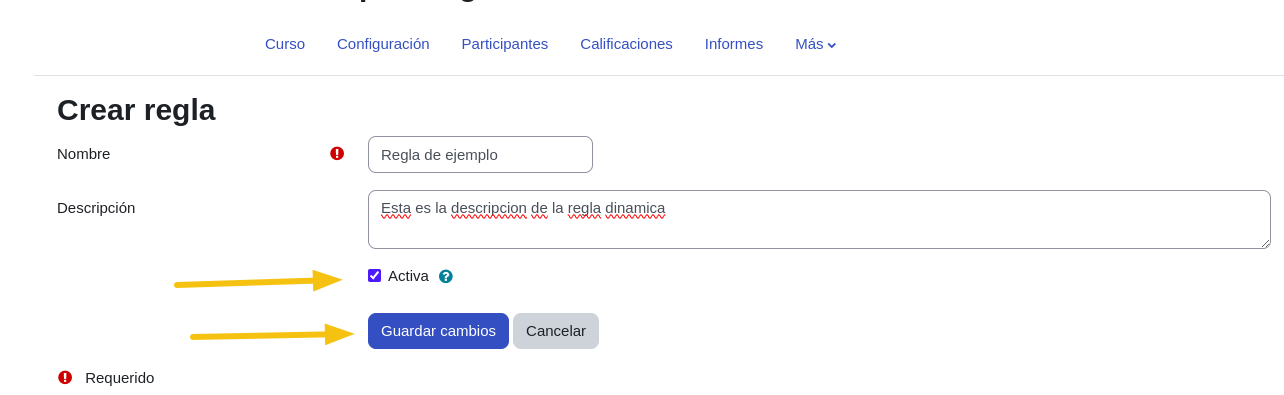 Curso Configuración Participantes Calificaciones Informes Más
Crear regla
Nombre
Regla de ejemplo
Descripción
Esta es la descripcion de la regla dinamica
Activa
Guardar cambios Cancelar
Requerido